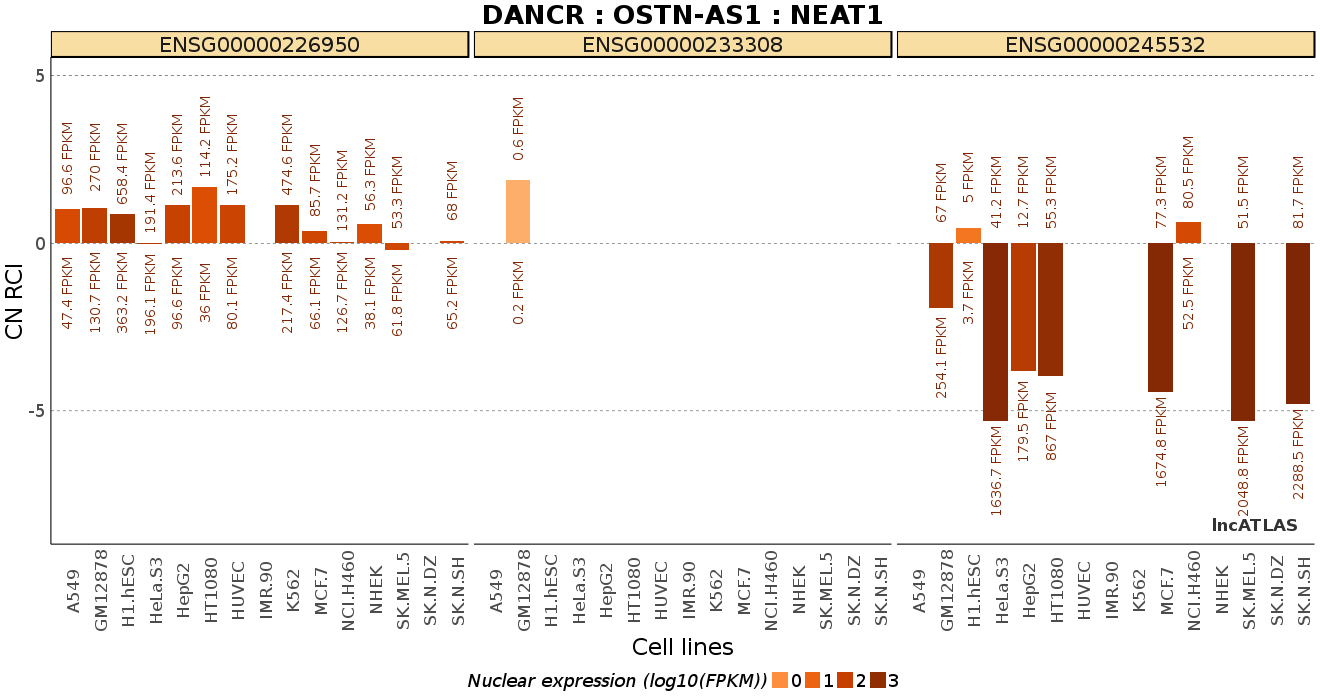 DANCR : OSTN-AS1 : NEAT1
ENSG00000226950
ENSG00000233308
ENSG00000245532
CN RCI
5
0
-5
96.6 FPKM
270 FPKM
658.4 FPKM
191.4 FPKM
213.6 FPKM
114.2 FPKM
175.2 FPKM
474.6 FPKM
85.7 FPKM
131.2 FPKM
56.3 FPKM
53.3 FPKM
68 FPKM
47.4 FPKM
130.7 FPKM
363.2 FPKM
196.1 FPKM
96.6 FPKM
36 FPKM
80.1 FPKM
217.4 FPKM
66.1 FPKM
126.7 FPKM
38.1 FPKM
61.8 FPKM
65.2 FPKM
0.6 FPKM
0.2 FPKM
67 FPKM
5 FPKM
41.2 FPKM
12.7 FPKM
55.3 FPKM
77.3 FPKM
80.5 FPKM
51.5 FPKM
81.7 FPKM
254.1 FPKM
3.7 FPKM
1636.7 FPKM
179.5 FPKM
867 FPKM
1674.8 FPKM
52.5 FPKM
2048.8 FPKM
2288.5 FPKM
lncATLAS
A549
GM12878
H1.hESC
HeLa.S3
HepG2
HT1080
HUVEC
IMR.90
K562
MCF.7
NCI.H460
NHEK
SK.MEL.5
SK.N.DZ
SK.N.SH
A549
GM12878
H1.hESC
HeLa.S3
HepG2
HT1080
HUVEC
IMR.90
K562
MCF.7
NCI.H460
NHEK
SK.MEL.5
SK.N.DZ
SK.N.SH
A549
GM12878
H1.hESC
HeLa.S3
HepG2
HT1080
HUVEC
IMR.90
K562
MCF.7
NCI.H460
NHEK
SK.MEL.5
SK.N.DZ
SK.N.SH
Cell lines
Nuclear expression (log10(FPKM)) 0 1 2 3